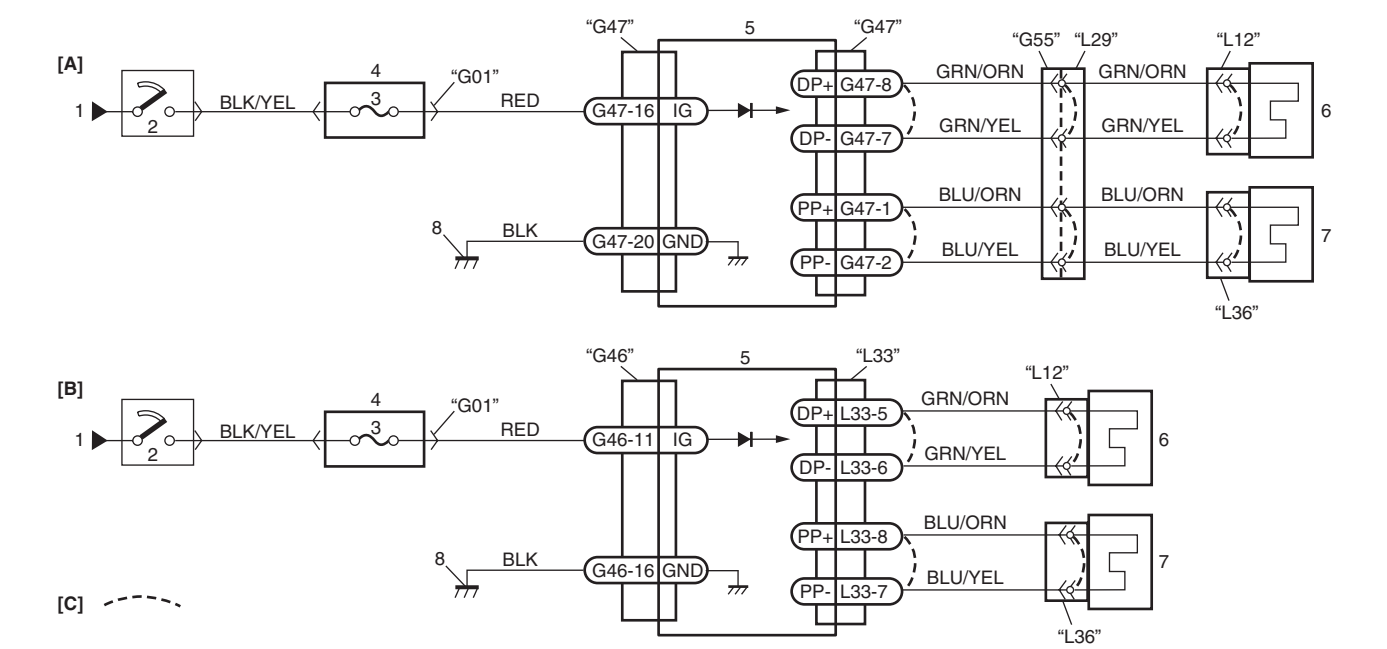 “G47” 5 “G47” “G55” “L29” “L12”
[A]
4 “G01” DP+ G47-8 GRN/ORN GRN/ORN
1 2 BLK/YEL 3 RED G47-16 IG 6
DP- G47-7 GRN/YEL GRN/YEL
PP+ G47-1 BLU/ORN BLU/ORN
8 BLK G47-20 GND 7
PP- G47-2 BLU/YEL BLU/YEL
“L36”
“G46” 5 “L33” “L12”
[B]
4 “G01” DP+ L33-5 GRN/ORN
1 2 BLK/YEL 3 RED G46-11 IG 6
DP- L33-6 GRN/YEL
PP+ L33-8 BLU/ORN
8 BLK G46-16 GND 7
PP- L33-7 BLU/YEL
[C]
“L36”